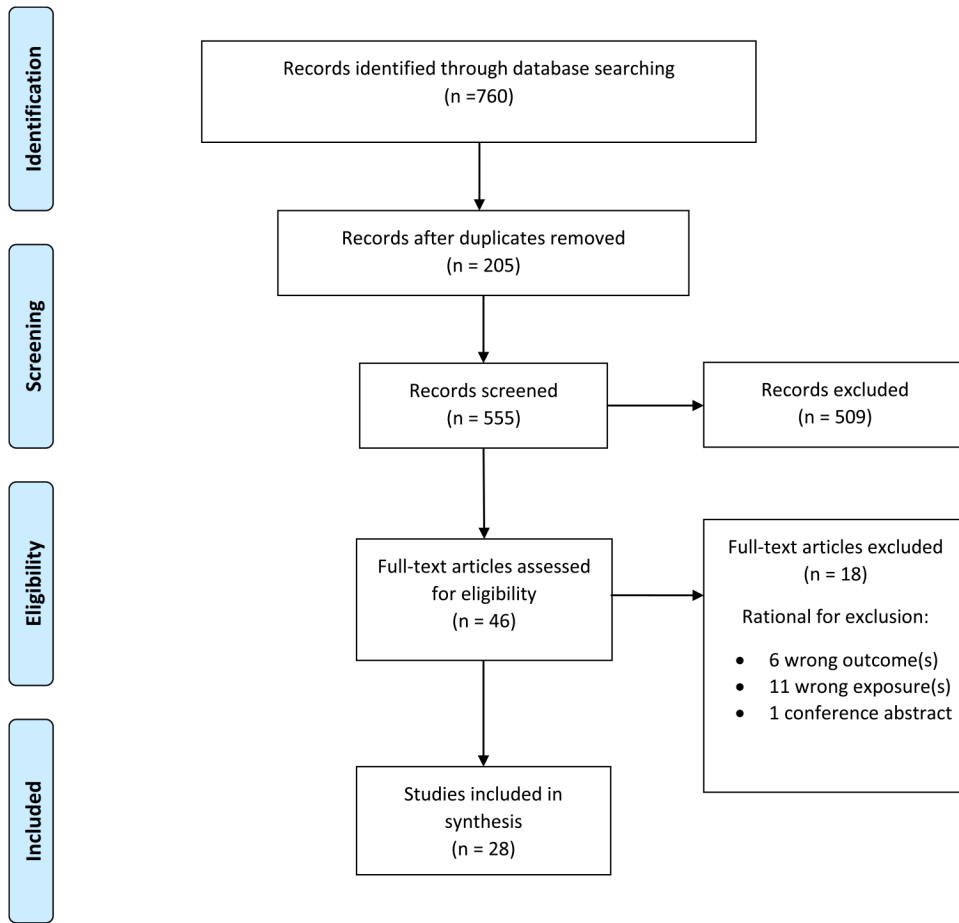 Identification
Records identified through database searching
(n =760)
Records after duplicates removed
(n = 205)
Screening
Records screened
(n = 555)
Records excluded
(n = 509)
Eligibility
Full-text articles assessed
for eligibility
(n = 46)
Full-text articles excluded
(n = 18)
Rational for exclusion:
• 6 wrong outcome(s)
• 11 wrong exposure(s)
• 1 conference abstract
Included
Studies included in
synthesis
(n = 28)